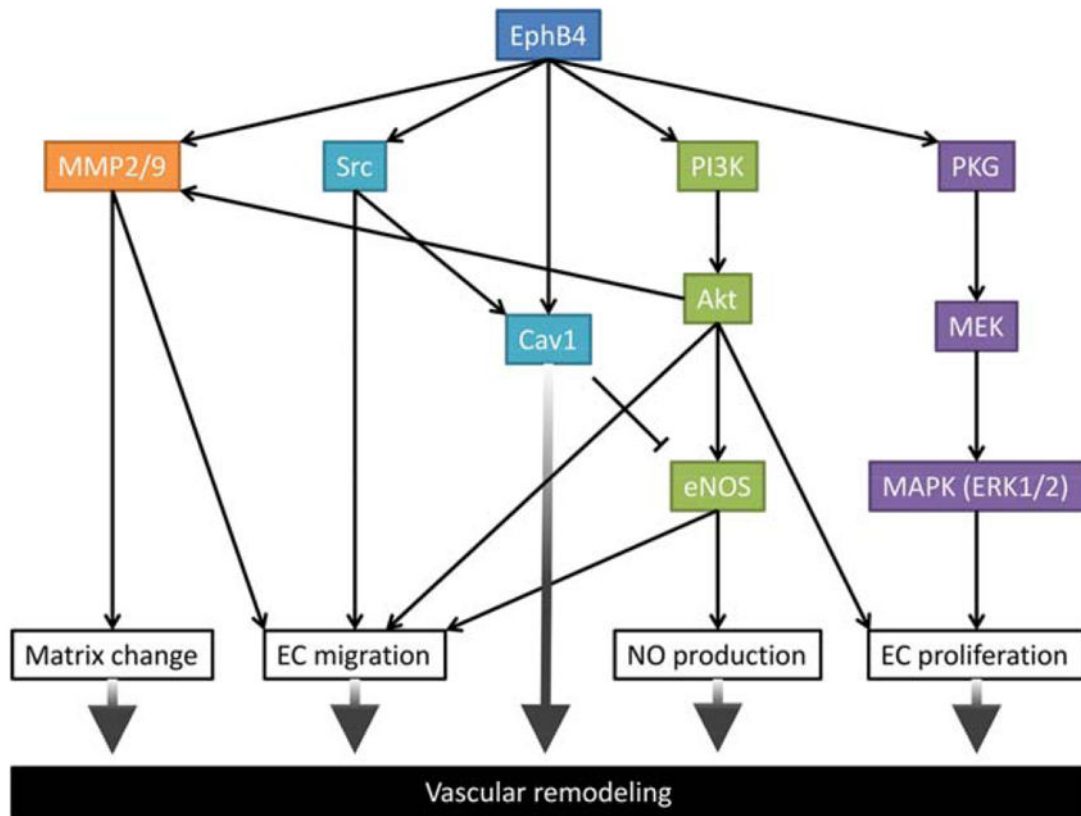 EphB4
MMP2/9
Src
PI3K
PKG
Akt
Cav1
MEK
eNOS
MAPK (ERK1/2)
Matrix change
EC migration
NO production
EC proliferation
Vascular remodeling